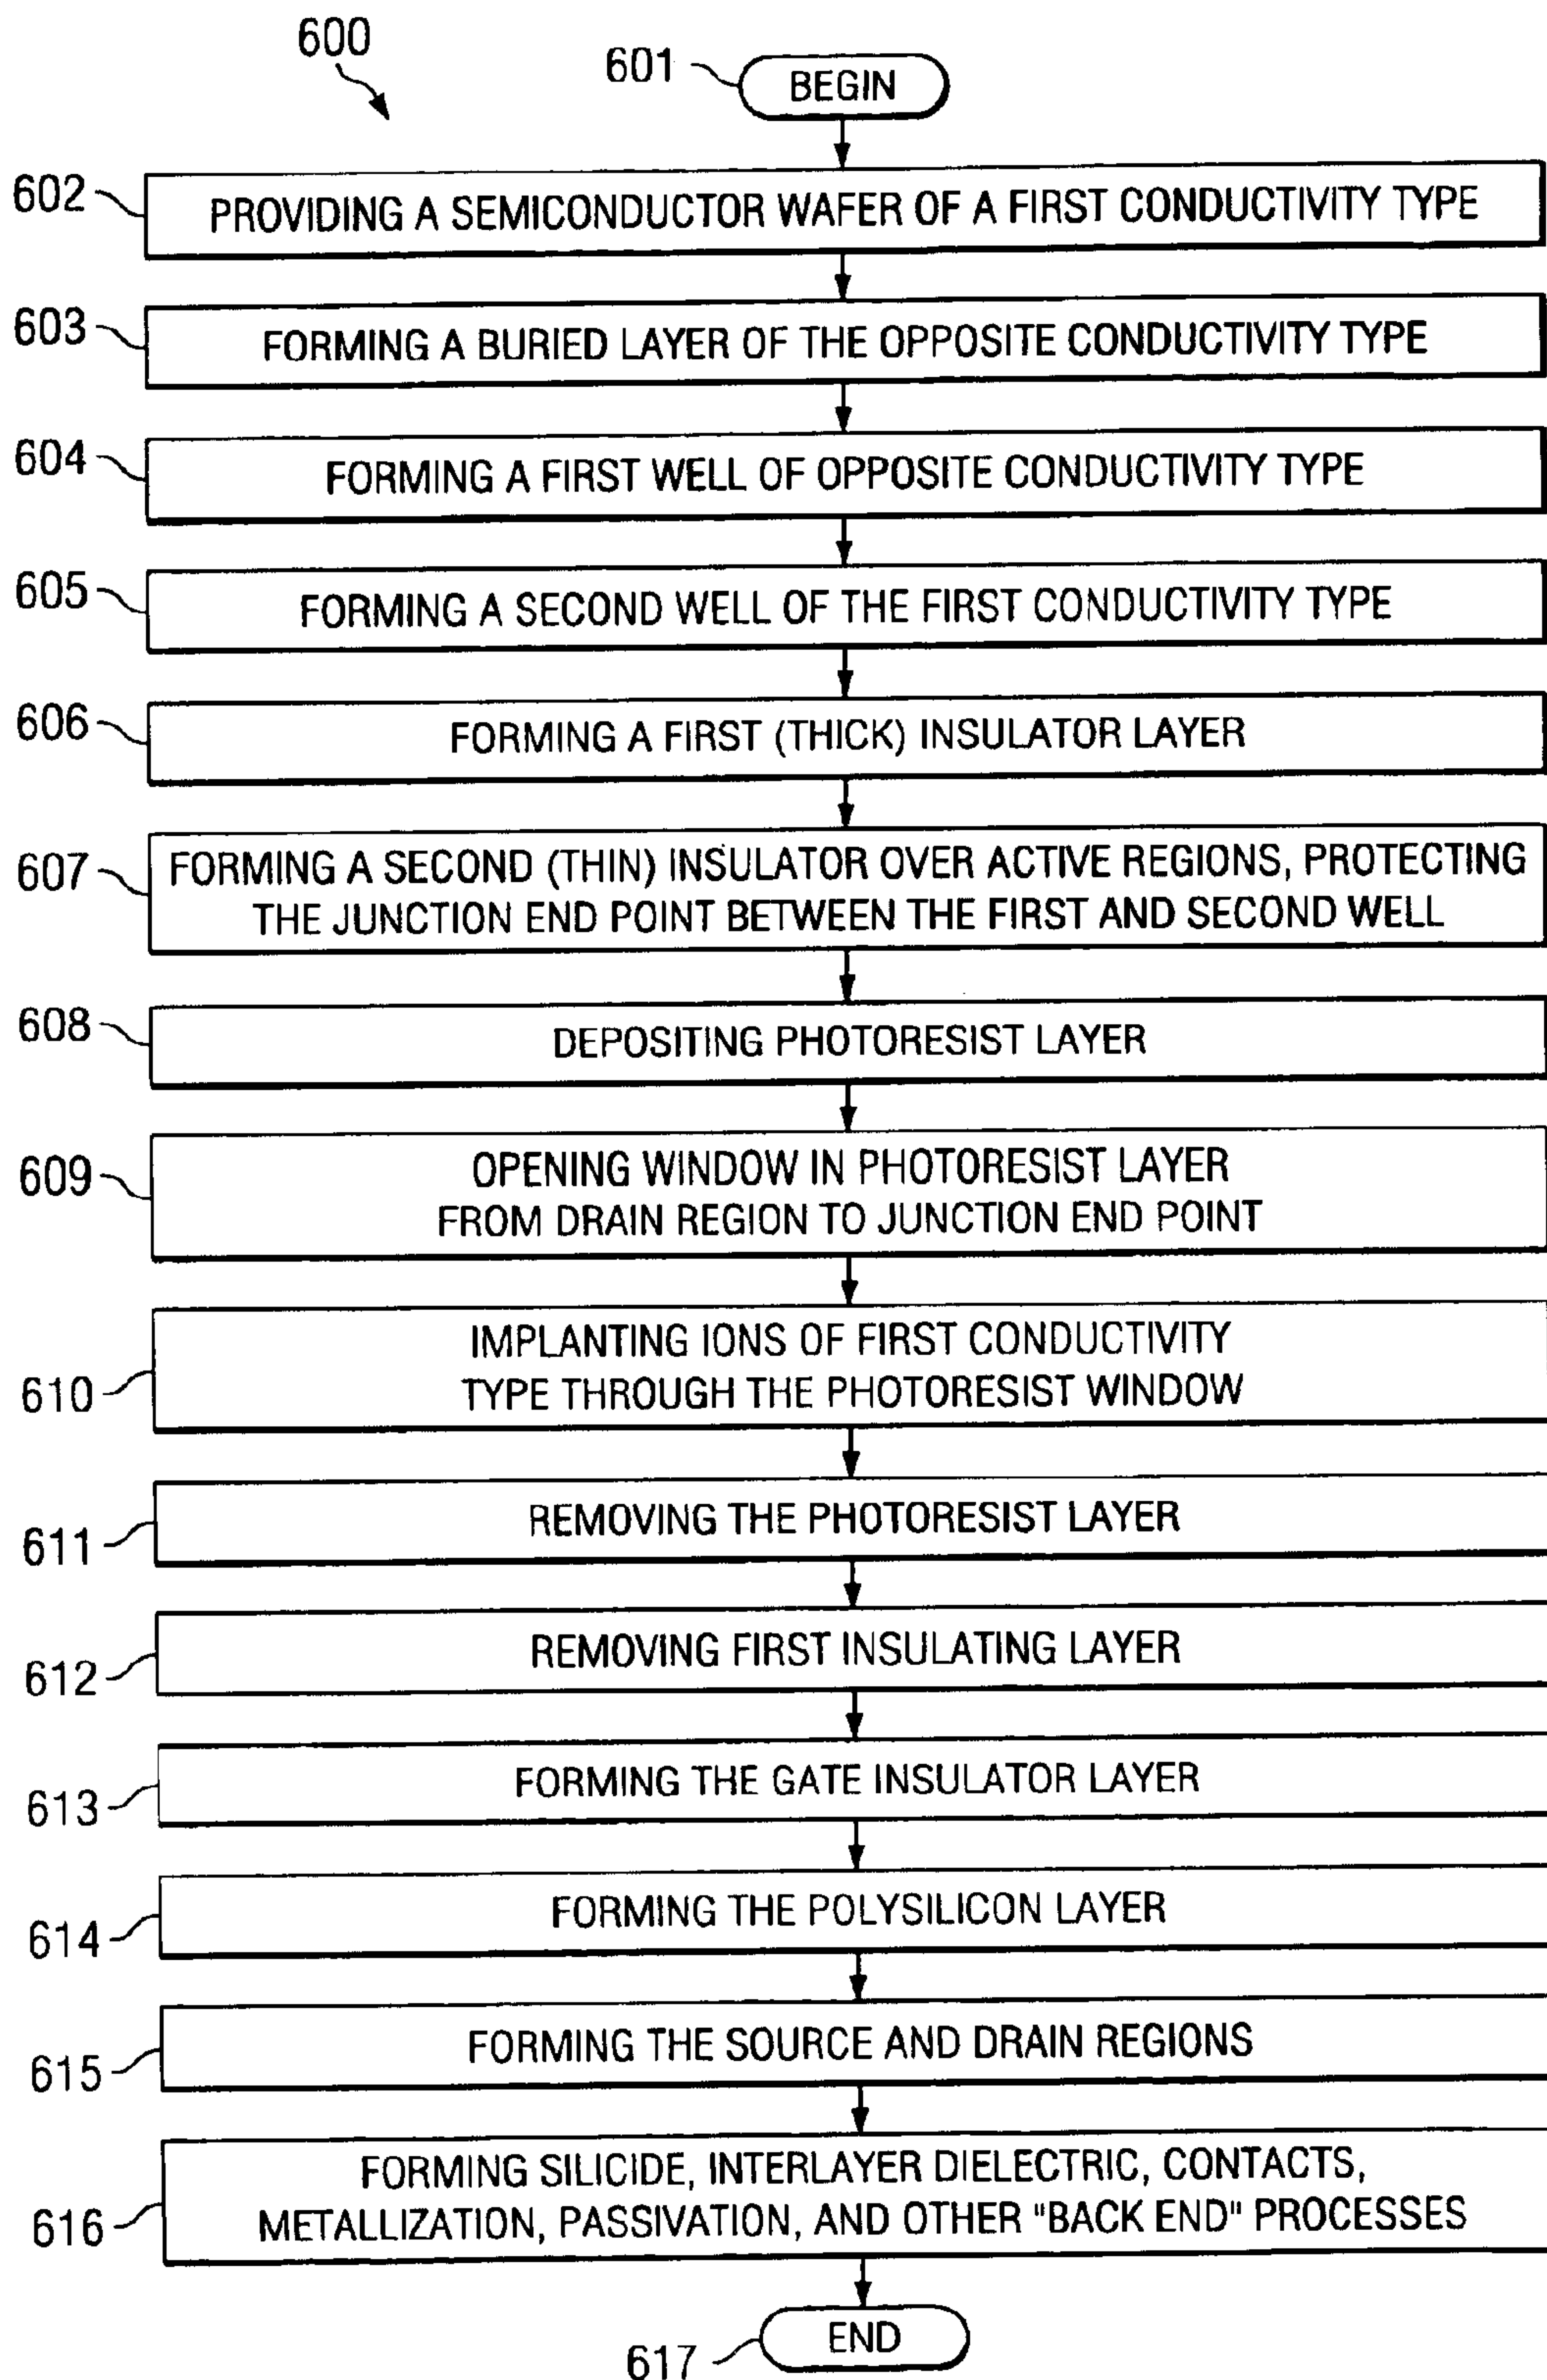 600
601
BEGIN
602
PROVIDING A SEMICONDUCTOR WAFER OF A FIRST CONDUCTIVITY TYPE
603
FORMING A BURIED LAYER OF THE OPPOSITE CONDUCTIVITY TYPE
604
FORMING A FIRST WELL OF OPPOSITE CONDUCTIVITY TYPE
605
FORMING A SECOND WELL OF THE FIRST CONDUCTIVITY TYPE
606
FORMING A FIRST (THICK) INSULATOR LAYER
607
FORMING A SECOND (THIN) INSULATOR OVER ACTIVE REGIONS, PROTECTING
THE JUNCTION END POINT BETWEEN THE FIRST AND SECOND WELL
608
DEPOSITING PHOTORESIST LAYER
609
OPENING WINDOW IN PHOTORESIST LAYER
FROM DRAIN REGION TO JUNCTION END POINT
610
IMPLANTING IONS OF FIRST CONDUCTIVITY
TYPE THROUGH THE PHOTORESIST WINDOW
611
REMOVING THE PHOTORESIST LAYER
612
REMOVING FIRST INSULATING LAYER
613
FORMING THE GATE INSULATOR LAYER
614
FORMING THE POLYSILICON LAYER
615
FORMING THE SOURCE AND DRAIN REGIONS
616
FORMING SILICIDE, INTERLAYER DIELECTRIC, CONTACTS,
METALLIZATION, PASSIVATION, AND OTHER "BACK END" PROCESSES
617
END